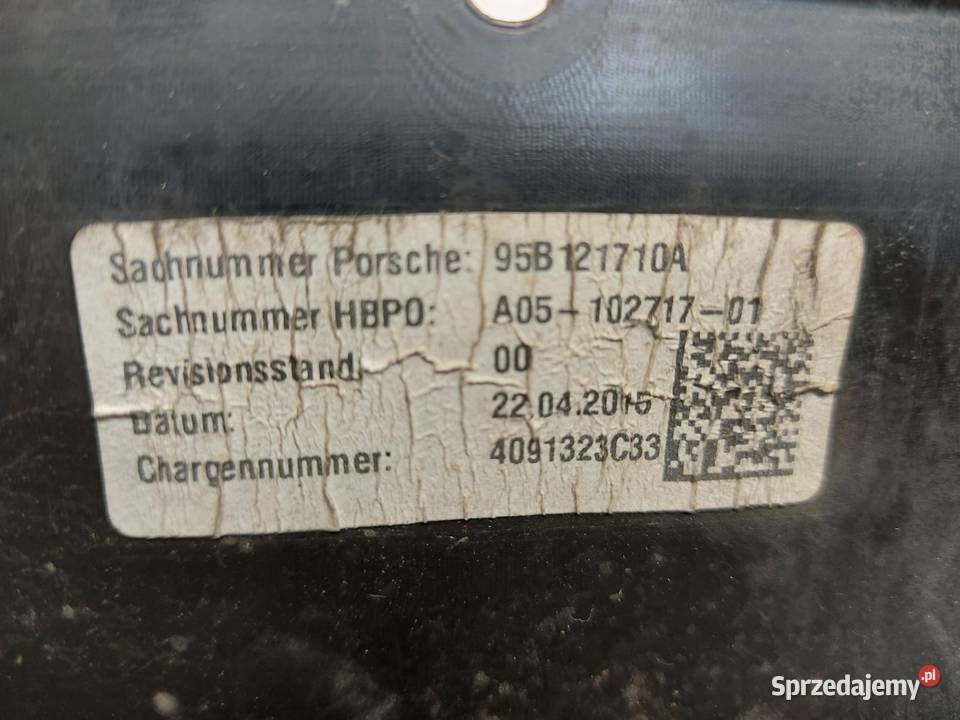 Sachnummer Porsche: 95B121710A
Sachnummer HBPO: A05-102717-01
Revisionsstand: 00
Datum: 22.04.2015
Chargennummer: 4091323C33
Sprzedajemy.pl